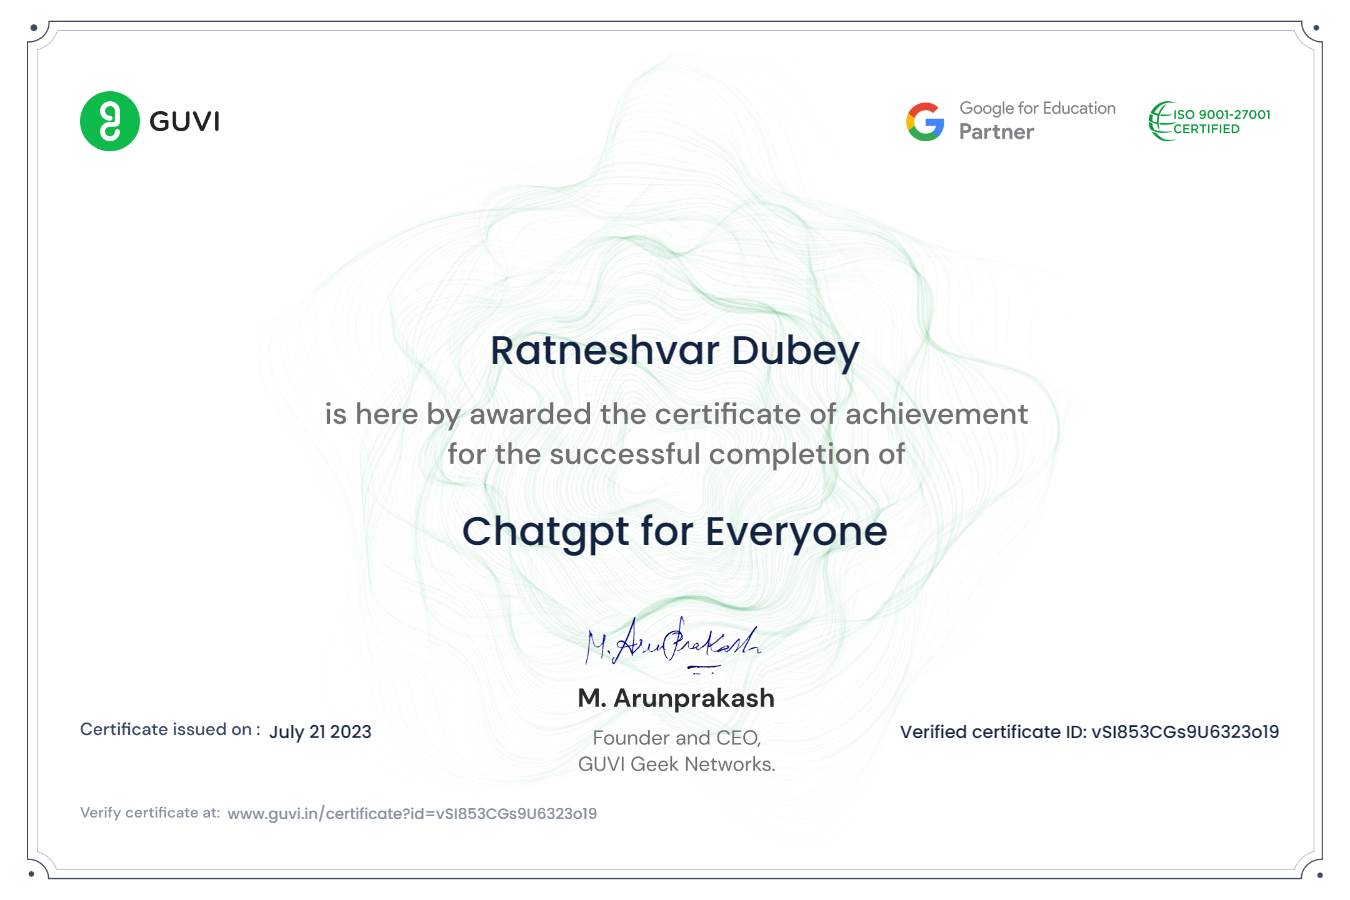 GUVI
Google for Education
Partner
ISO 9001-27001
CERTIFIED
Ratneshvar Dubey
is here by awarded the certificate of achievement
for the successful completion of
Chatgpt for Everyone
M. Arunprakash
M. Arunprakash
Founder and CEO,
GUVI Geek Networks.
Certificate issued on : July 21 2023
Verified certificate ID: vSI853CGs9U6323o19
Verify certificate at: www.guvi.in/certificate?id=vSI853CGs9U6323o19